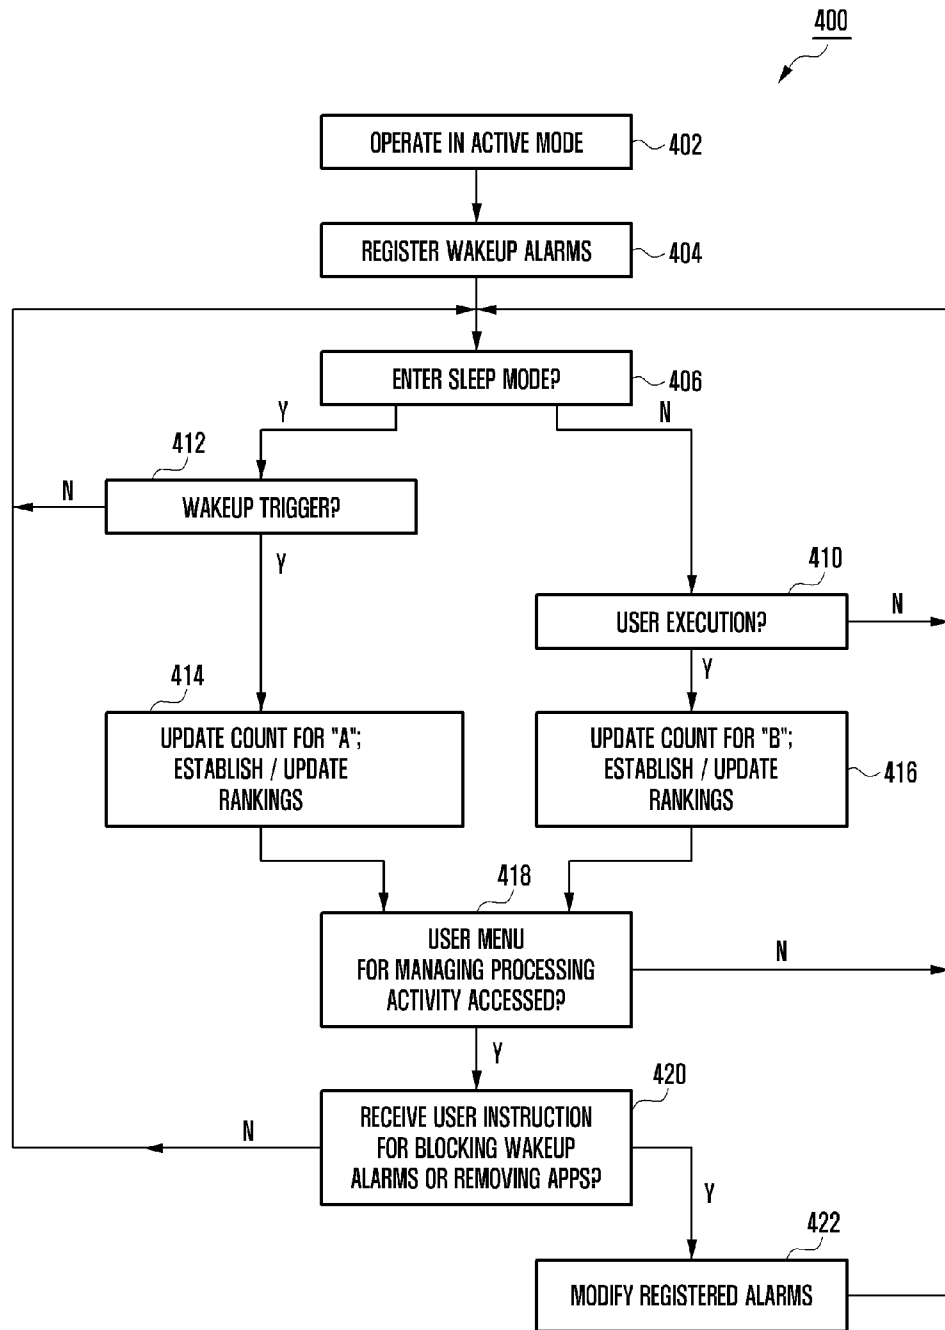 400
OPERATE IN ACTIVE MODE
402
REGISTER WAKEUP ALARMS
404
ENTER SLEEP MODE?
406
Y
N
412
WAKEUP TRIGGER?
N
Y
410
USER EXECUTION?
N
Y
414
UPDATE COUNT FOR "A";
ESTABLISH / UPDATE
RANKINGS
UPDATE COUNT FOR "B";
ESTABLISH / UPDATE
RANKINGS
416
418
USER MENU
FOR MANAGING PROCESSING
ACTIVITY ACCESSED?
N
Y
420
RECEIVE USER INSTRUCTION
FOR BLOCKING WAKEUP
ALARMS OR REMOVING APPS?
N
Y
422
MODIFY REGISTERED ALARMS